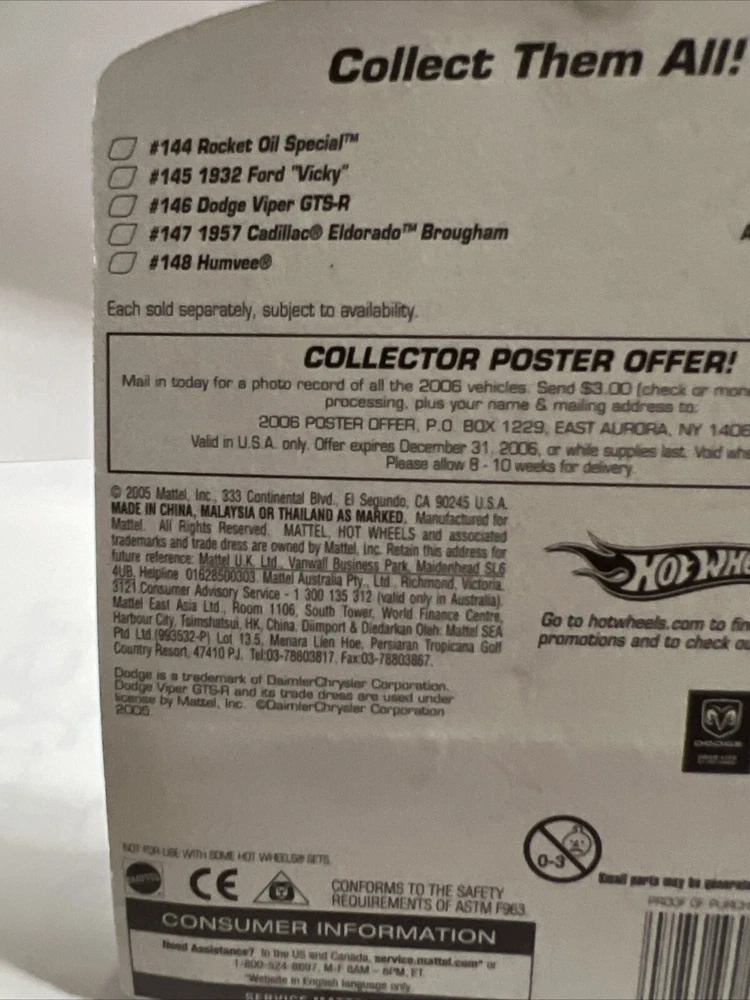 Collect Them All!
#144 Rocket Oil Special™
#145 1932 Ford "Vicky"
#146 Dodge Viper GTS-R
#147 1957 Cadillac® Eldorado™ Brougham
#148 Humvee®
Each sold separately, subject to availability.
COLLECTOR POSTER OFFER!
Mail in today for a photo record of all the 2006 vehicles. Send $3.00 (check or mon
processing, plus your name & mailing address to:
2006 POSTER OFFER, P.O. BOX 1229, EAST AURORA, NY 1405
Valid in U.S.A. only. Offer expires December 31, 2006, or while supplies last. Void whe
Please allow 8 - 10 weeks for delivery.
© 2005 Mattel, Inc., 333 Continental Blvd., El Segundo, CA 90245 U.S.A.
MADE IN CHINA, MALAYSIA OR THAILAND AS MARKED. Manufactured for
Mattel. All Rights Reserved. MATTEL, HOT WHEELS and associated
trademarks and trade dress are owned by Mattel, Inc. Retain this address for
future reference: Mattel U.K. Ltd., Vanwall Business Park, Maidenhead SL6
4UB. Helpline 01628500303. Mattel Australia Pty., Ltd., Richmond, Victoria.
3121.Consumer Advisory Service - 1 300 135 312 (valid only in Australia).
Mattel East Asia Ltd., Room 1106, South Tower, World Finance Centre,
Harbour City, Tsimshatsui, HK, China. Diimport & Diedarkan Oleh: Mattel SEA
Ptd Ltd.(993532-P) Lot 13.5, Menara Lien Hoe, Persiaran Tropicana Golf
Country Resort, 47410 PJ. Tel:03-78803817, Fax:03-78803867.
Dodge is a trademark of DaimlerChrysler Corporation.
Dodge Viper GTS-R and its trade dress are used under
license by Mattel, Inc. ©DaimlerChrysler Corporation
2005.
HOT WHE
Go to hotwheels.com to fin
promotions and to check ou
DODGE
NOT FOR USE WITH SOME HOT WHEELS® SETS.
0-3
MATTEL
CE
CONFORMS TO THE SAFETY
REQUIREMENTS OF ASTM F963.
Small parts may be generat
PROOF OF PURCH
CONSUMER INFORMATION
Need Assistance? In the US and Canada, service.mattel.com* or
1-800-524-8697, M-F 8AM - 6PM, ET.
*Website in English language only